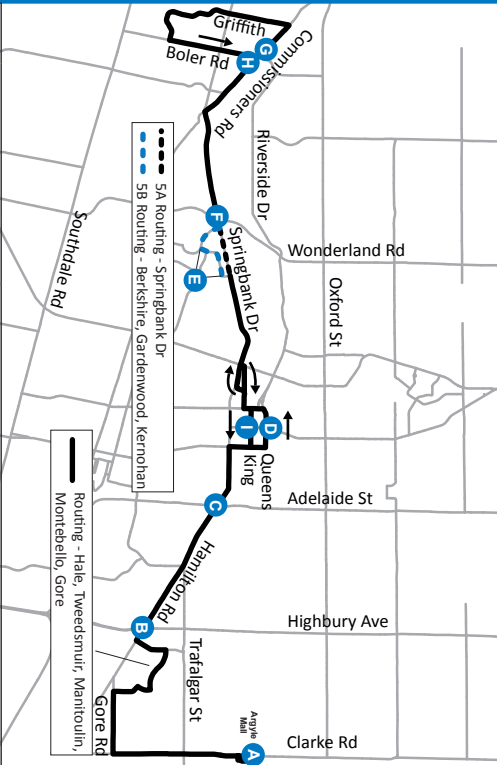 Griffith
Boler Rd
G
H
Commissioners Rd
Riverside Dr
F
Springbank Dr
E
Wonderland Rd
Oxford St
Southdale Rd
5A Routing - Springbank Dr
5B Routing - Berkshire, Gardenwood, Kernohan
D
I
Queens
King
C
Adelaide St
Hamilton Rd
B
Highbury Ave
Trafalgar St
Gore Rd
Argyle
Mall
A
Clarke Rd
Routing - Hale, Tweedsmuir, Manitoulin,
Montebello, Gore